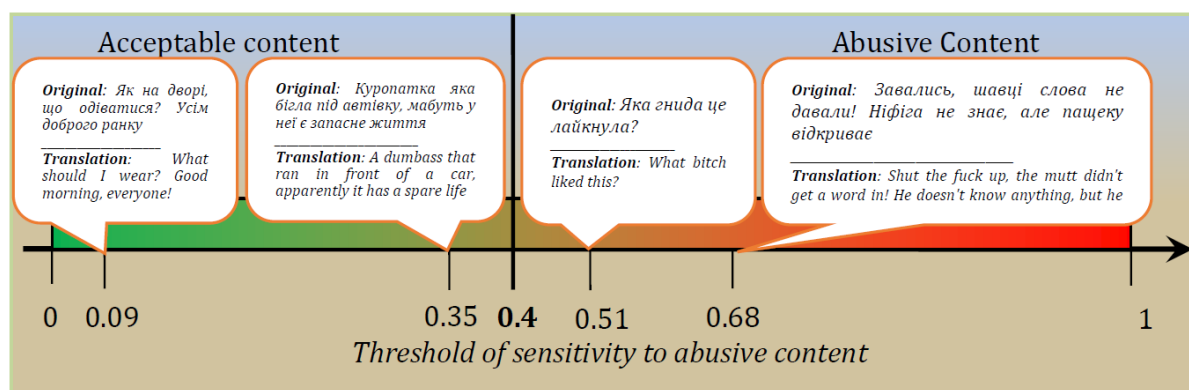 Acceptable content
Abusive Content
Original: Як на дворі,
що одіватися? Усім
доброго ранку
Translation: What
should I wear? Good
morning, everyone!
Original: Куропатка яка
бігла під автівку, мабуть у
неї є запасне життя
Translation: A dumbass that
ran in front of a car,
apparently it has a spare life
Original: Яка гнида це
лайкнула?
Translation: What bitch
liked this?
Original: Завались, шавці слова не
давали! Ніфіга не знає, але пащеку
відкриває
Translation: Shut the fuck up, the mutt didn't
get a word in! He doesn't know anything, but he
0 0.09 0.35 0.4 0.51 0.68 1
Threshold of sensitivity to abusive content